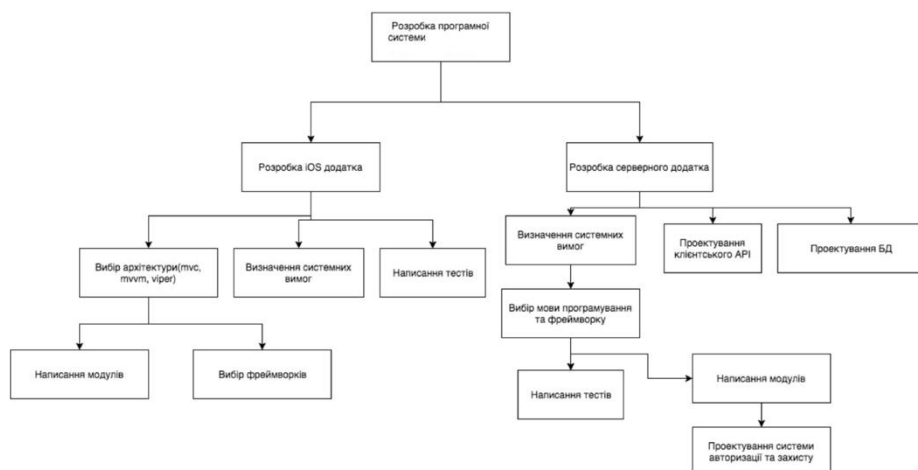 Розробка програмної
системи
Розробка iOS додатка
Розробка серверного додатка
Вибір архітектури(mvc,
mvvm, viper)
Визначення системних
вимог
Написання тестів
Визначення системних
вимог
Проектування
клієнтського API
Проектування БД
Вибір мови програмування
та фреймворку
Написання модулів
Вибір фреймворків
Написання тестів
Написання модулів
Проектування системи
авторизації та захисту